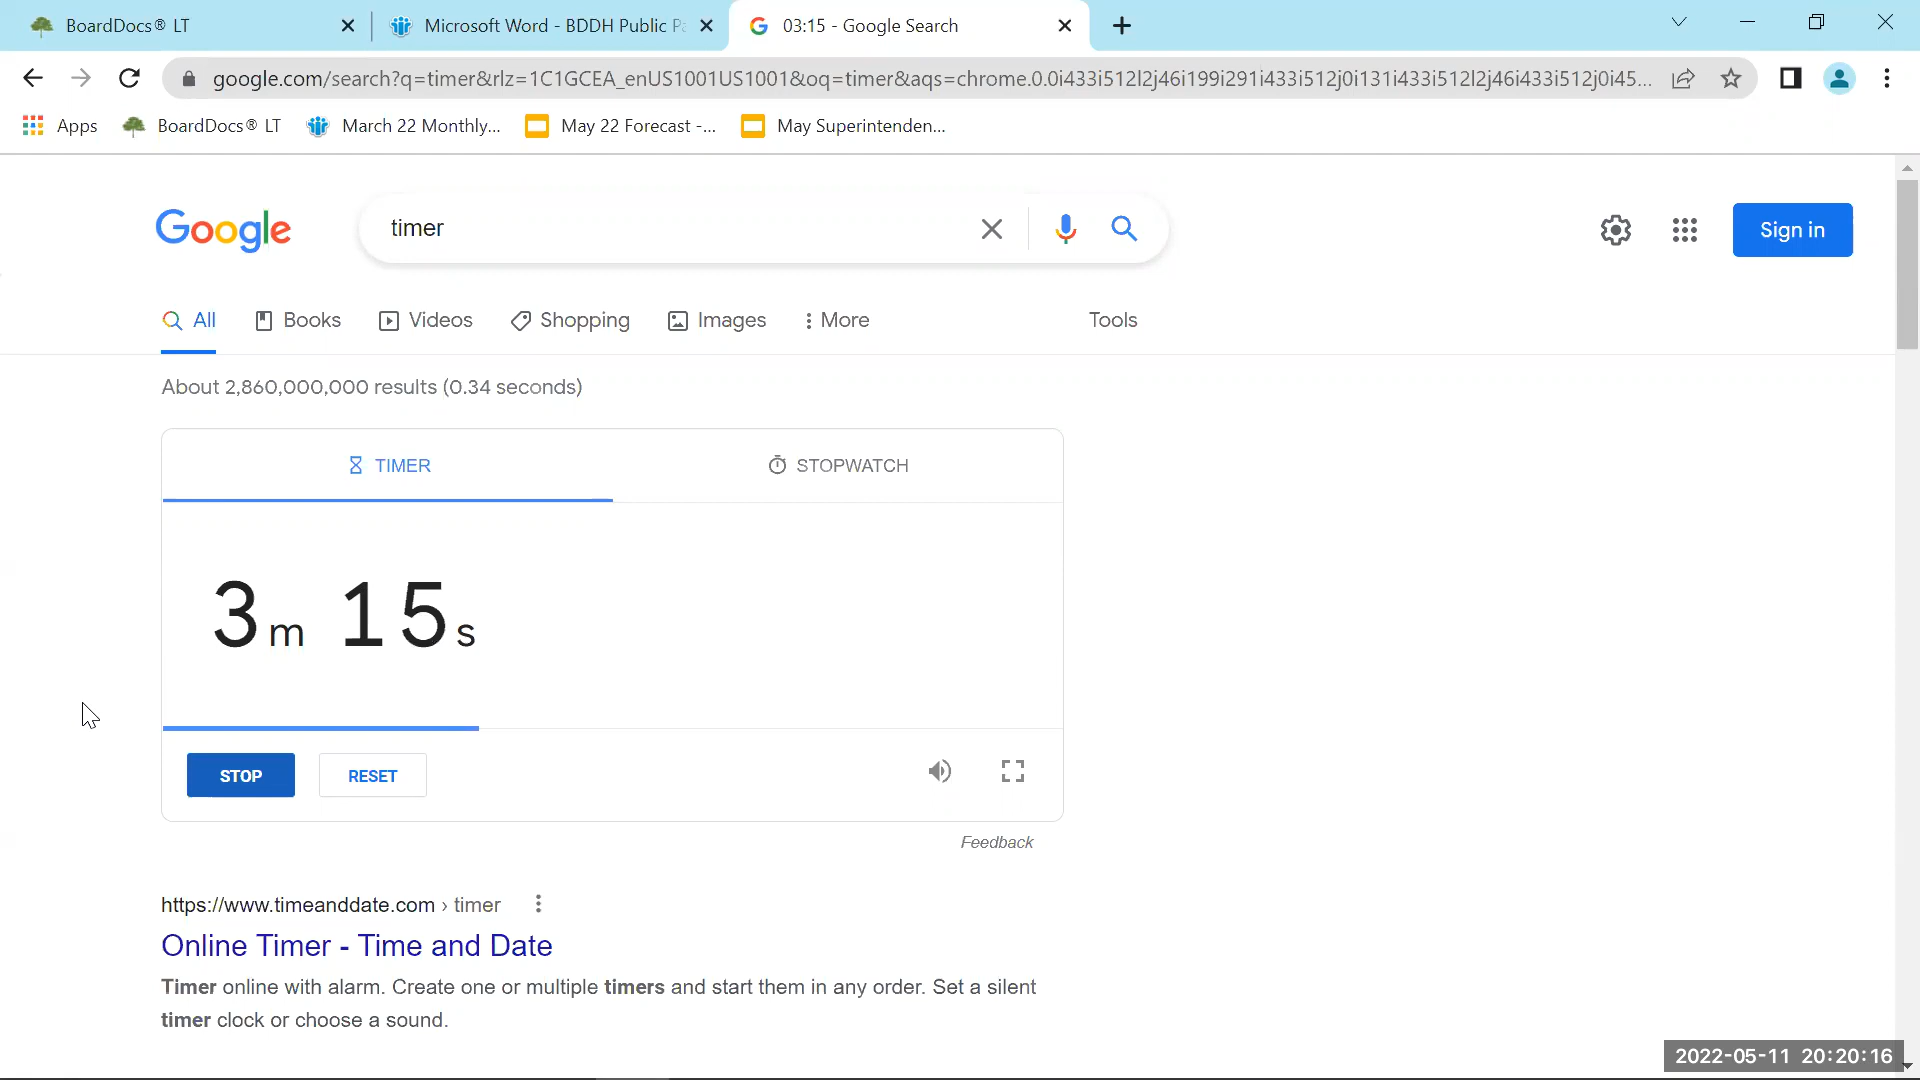 BoardDocs® LT
Microsoft Word - BDDH Public P
03:15 - Google Search
google.com/search?q=timer&rlz=1C1GCEA_enUS1001US1001&oq=timer&aqs=chrome.0.0i433i512l2j46i199i291i433i512j0i131i433i512l2j46i433i512j0i45...
Apps
BoardDocs® LT
March 22 Monthly...
May 22 Forecast -...
May Superintenden...
Google
timer
Sign in
All
Books
Videos
Shopping
Images
More
Tools
About 2,860,000,000 results (0.34 seconds)
TIMER
STOPWATCH
3m 15s
STOP
RESET
Feedback
https://www.timeanddate.com › timer
Online Timer - Time and Date
Timer online with alarm. Create one or multiple timers and start them in any order. Set a silent
timer clock or choose a sound.
2022-05-11 20:20:16